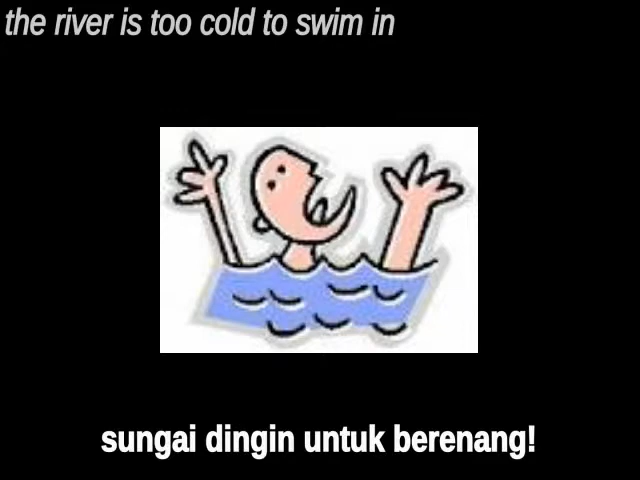 the river is too cold to swim in
sungai dingin untuk berenang!